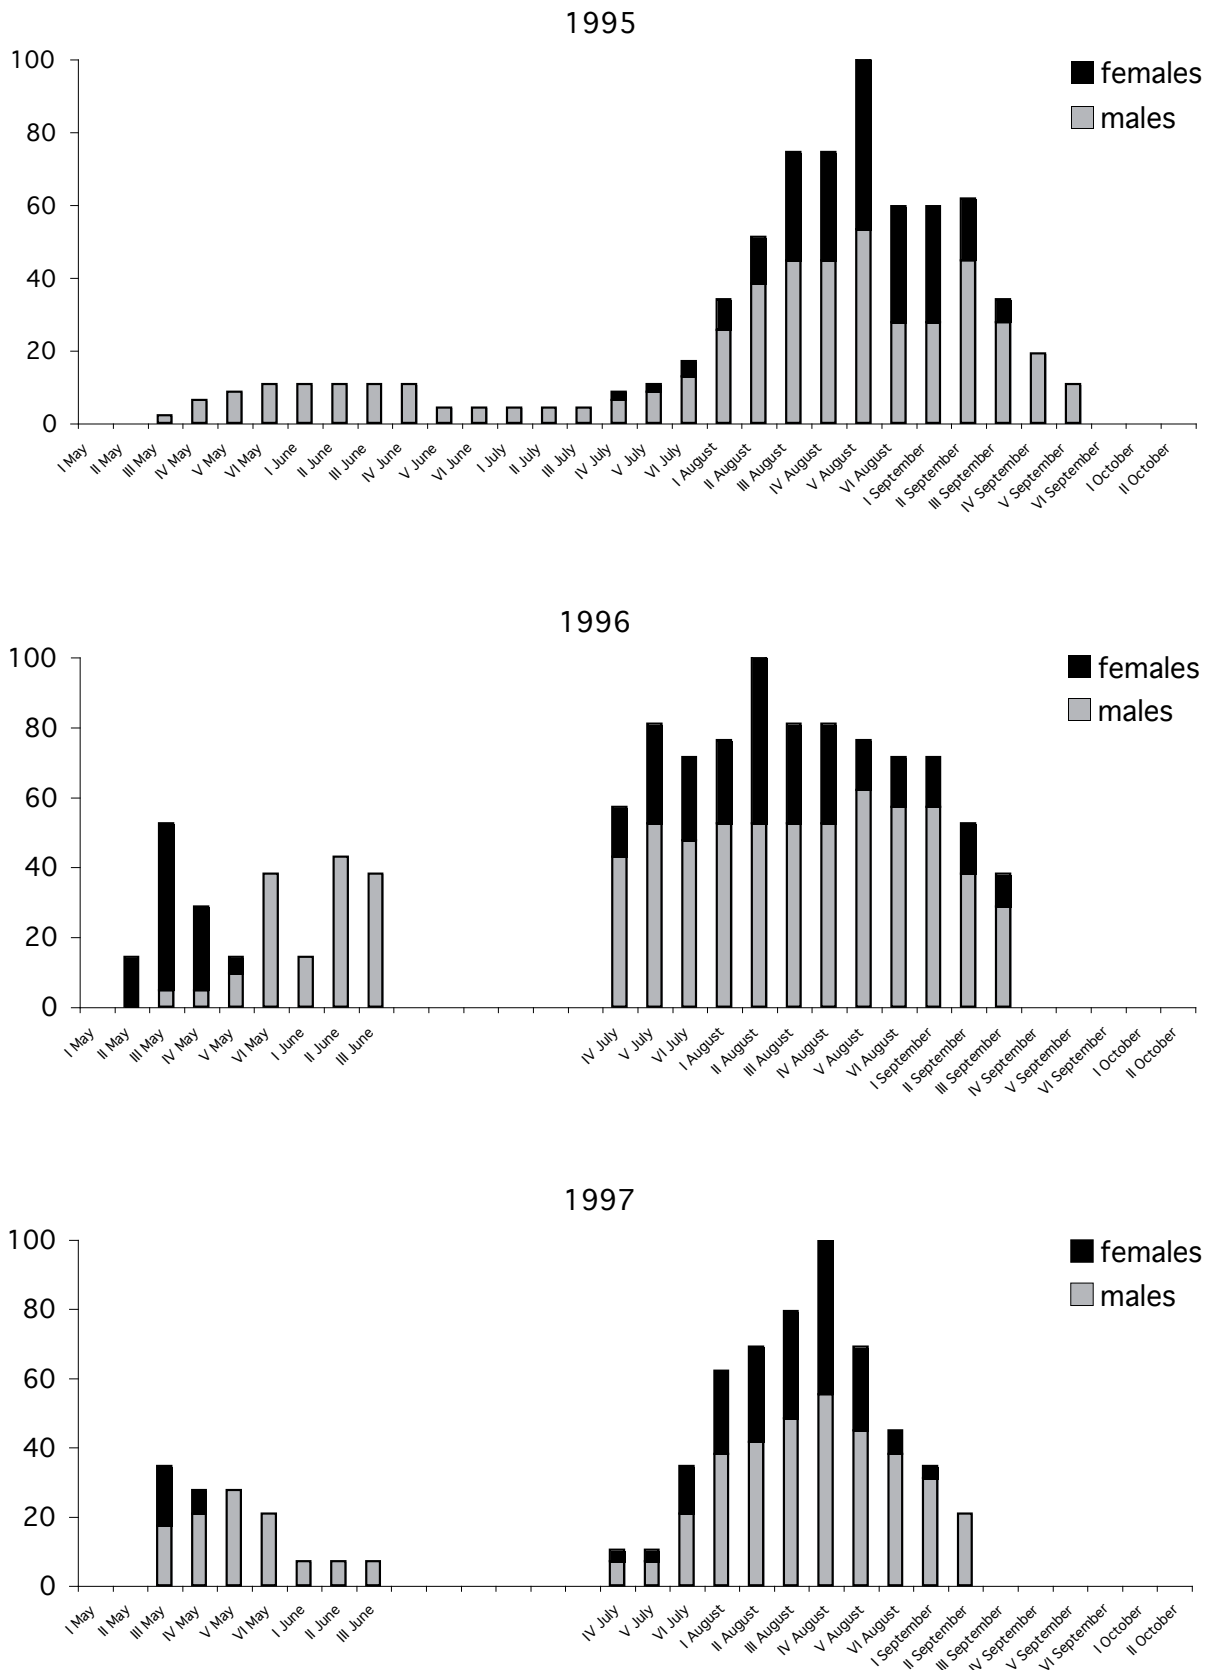 1995
100
80
60
40
20
0
females
males
I May
II May
III May
IV May
V May
VI May
I June
II June
III June
IV June
V June
VI June
I July
II July
III July
IV July
V July
VI July
I August
II August
III August
IV August
V August
VI August
I September
II September
III September
IV September
V September
VI September
I October
II October
1996
100
80
60
40
20
0
females
males
I May
II May
III May
IV May
V May
VI May
I June
II June
III June
IV July
V July
VI July
I August
II August
III August
IV August
V August
VI August
I September
II September
III September
IV September
V September
VI September
I October
II October
1997
100
80
60
40
20
0
females
males
I May
II May
III May
IV May
V May
VI May
I June
II June
III June
IV July
V July
VI July
I August
II August
III August
IV August
V August
VI August
I September
II September
III September
IV September
V September
VI September
I October
II October